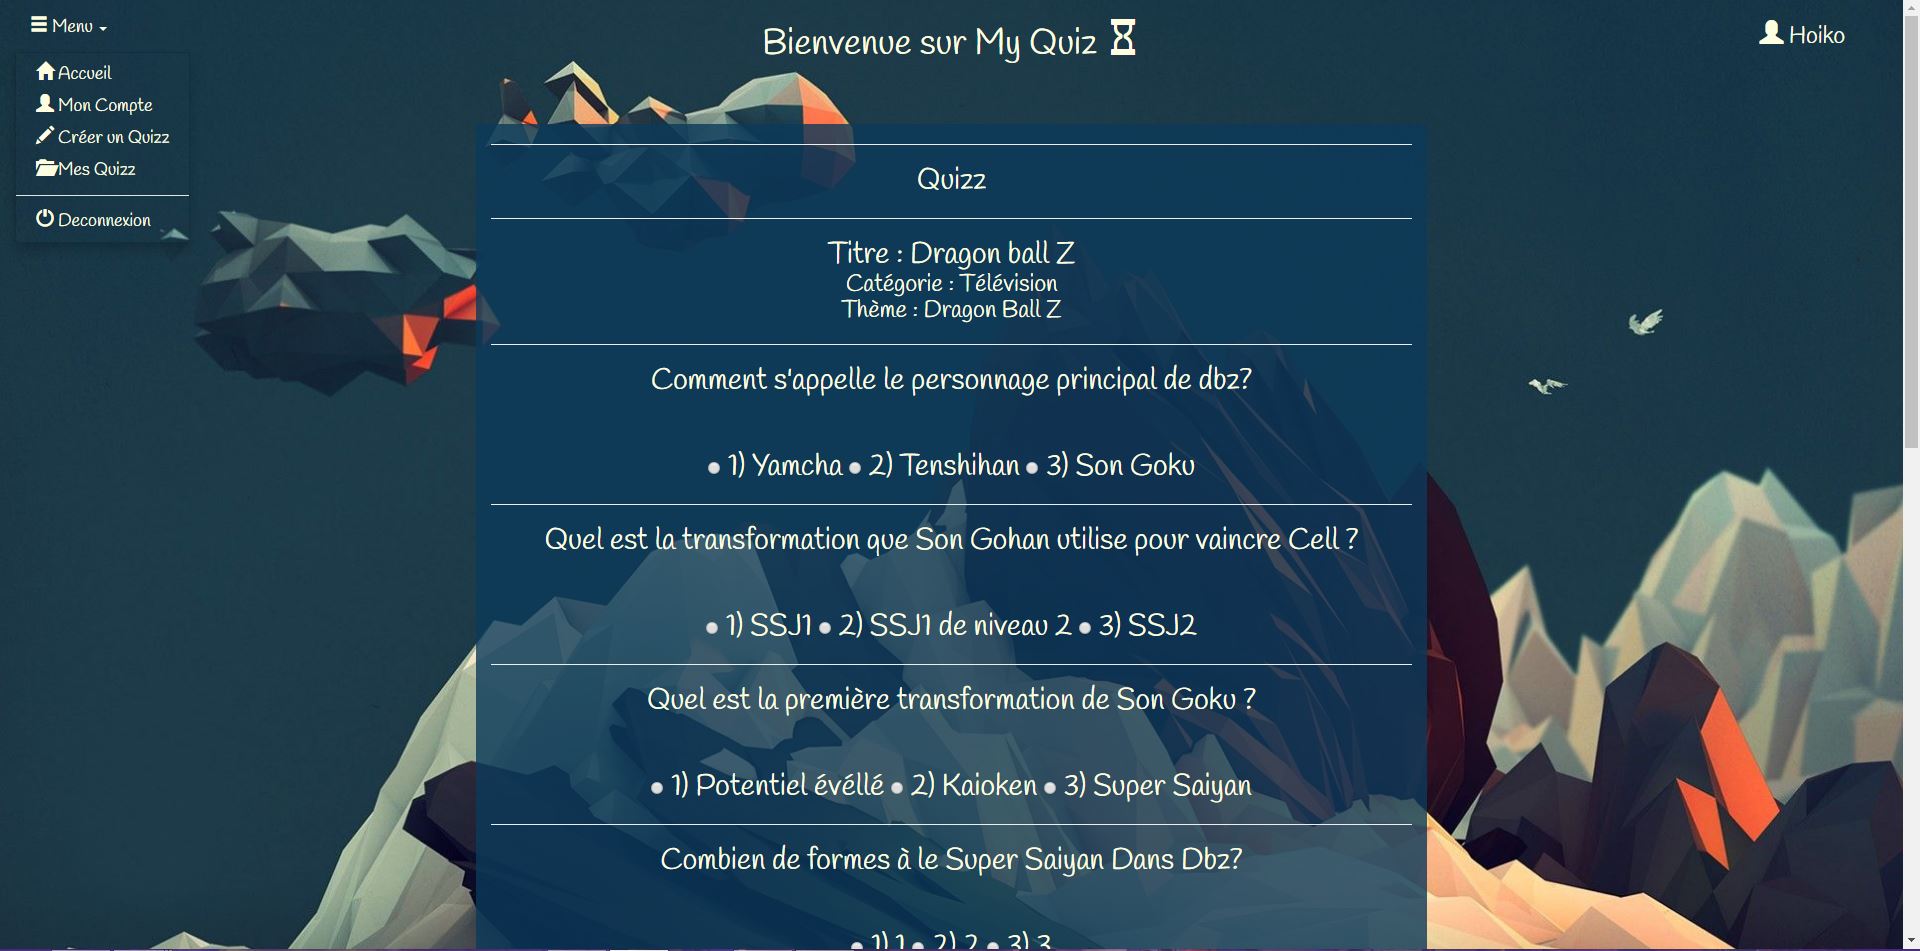 Menu
Bienvenue sur My Quiz
Hoiko
Accueil
Mon Compte
Créer un Quizz
Mes Quizz
Deconnexion
Quizz
Titre : Dragon ball Z
Catégorie : Télévision
Thème : Dragon Ball Z
Comment s'appelle le personnage principal de dbz?
1) Yamcha 2) Tenshihan 3) Son Goku
Quel est la transformation que Son Gohan utilise pour vaincre Cell ?
1) SSJ1 2) SSJ1 de niveau 2 3) SSJ2
Quel est la première transformation de Son Goku ?
1) Potentiel évéllé 2) Kaioken 3) Super Saiyan
Combien de formes à le Super Saiyan Dans Dbz?
1) 1 2) 2 3) 3